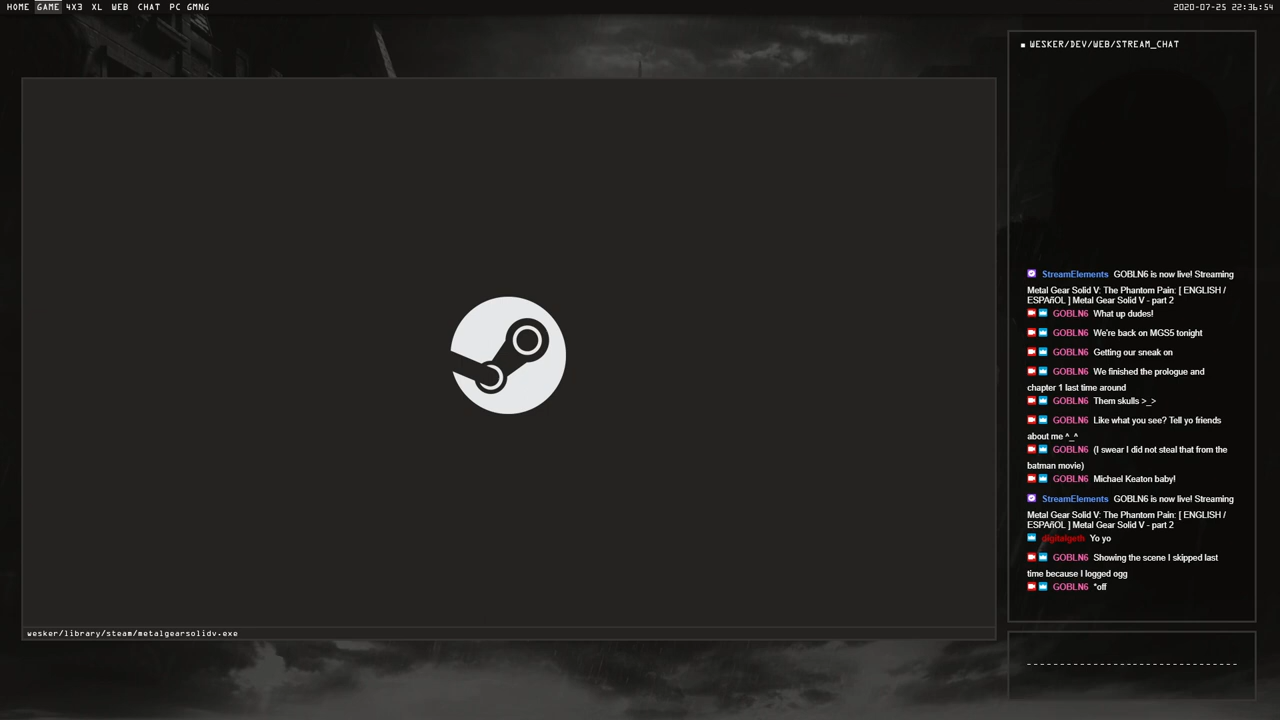 HOME GAME 4X3 XL WEB CHAT PC GMNG
2020-07-25 22:36:54
WESKER/DEV/WEB/STREAM_CHAT
StreamElements GOBLN6 is now live! Streaming
Metal Gear Solid V: The Phantom Pain: [ ENGLISH /
ESPAñOL ] Metal Gear Solid V - part 2
GOBLN6 What up dudes!
GOBLN6 We're back on MGS5 tonight
GOBLN6 Getting our sneak on
GOBLN6 We finished the prologue and
chapter 1 last time around
GOBLN6 Them skulls >_>
GOBLN6 Like what you see? Tell yo friends
about me ^_^
GOBLN6 (I swear I did not steal that from the
batman movie)
GOBLN6 Michael Keaton baby!
StreamElements GOBLN6 is now live! Streaming
Metal Gear Solid V: The Phantom Pain: [ ENGLISH /
ESPAñOL ] Metal Gear Solid V - part 2
digitalgeth Yo yo
GOBLN6 Showing the scene I skipped last
time because I logged ogg
GOBLN6 *off
wesker/library/steam/metalgearsolidv.exe